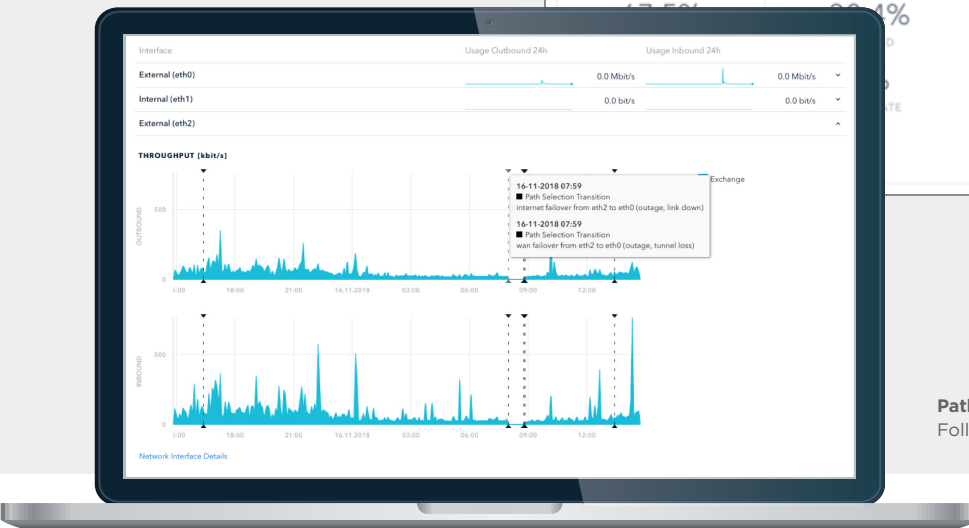 Interface
Usage Outbound 24h
Usage Inbound 24h
External (eth0)
0.0 Mbit/s
0.0 Mbit/s
Internal (eth1)
0.0 bit/s
0.0 bit/s
External (eth2)
THROUGHPUT [kbit/s]
Exchange
16-11-2018 07:59
Path Selection Transition
internet failover from eth2 to eth0 (outage, link down)
16-11-2018 07:59
Path Selection Transition
wan failover from eth2 to eth0 (outage, tunnel loss)
OUTBOUND
500
0
18:00
21:00
16.11.2018
03:00
06:00
09:00
12:00
INBOUND
500
0
18:00
21:00
16.11.2018
03:00
06:00
09:00
12:00
Network Interface Details